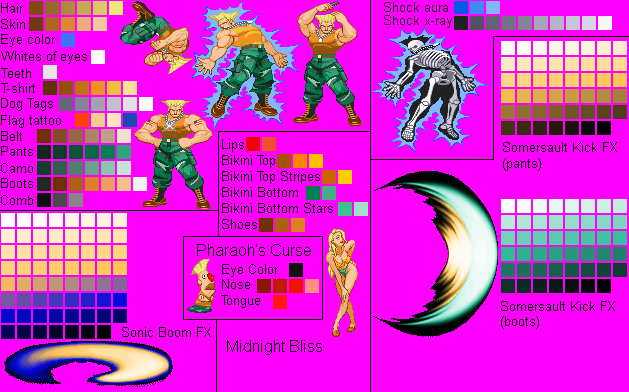 Hair
Skin
Eye color
Whites of eyes
Teeth
T-shirt
Dog Tags
Flag tattoo
Belt
Pants
Camo
Boots
Comb
Shock aura
Shock x-ray
Somersault Kick FX
(pants)
Lips
Bikini Top
Bikini Top Stripes
Bikini Bottom
Bikini Bottom Stars
Shoes
Pharaoh's Curse
Eye Color
Nose
Tongue
Sonic Boom FX
Midnight Bliss
Somersault Kick FX
(boots)